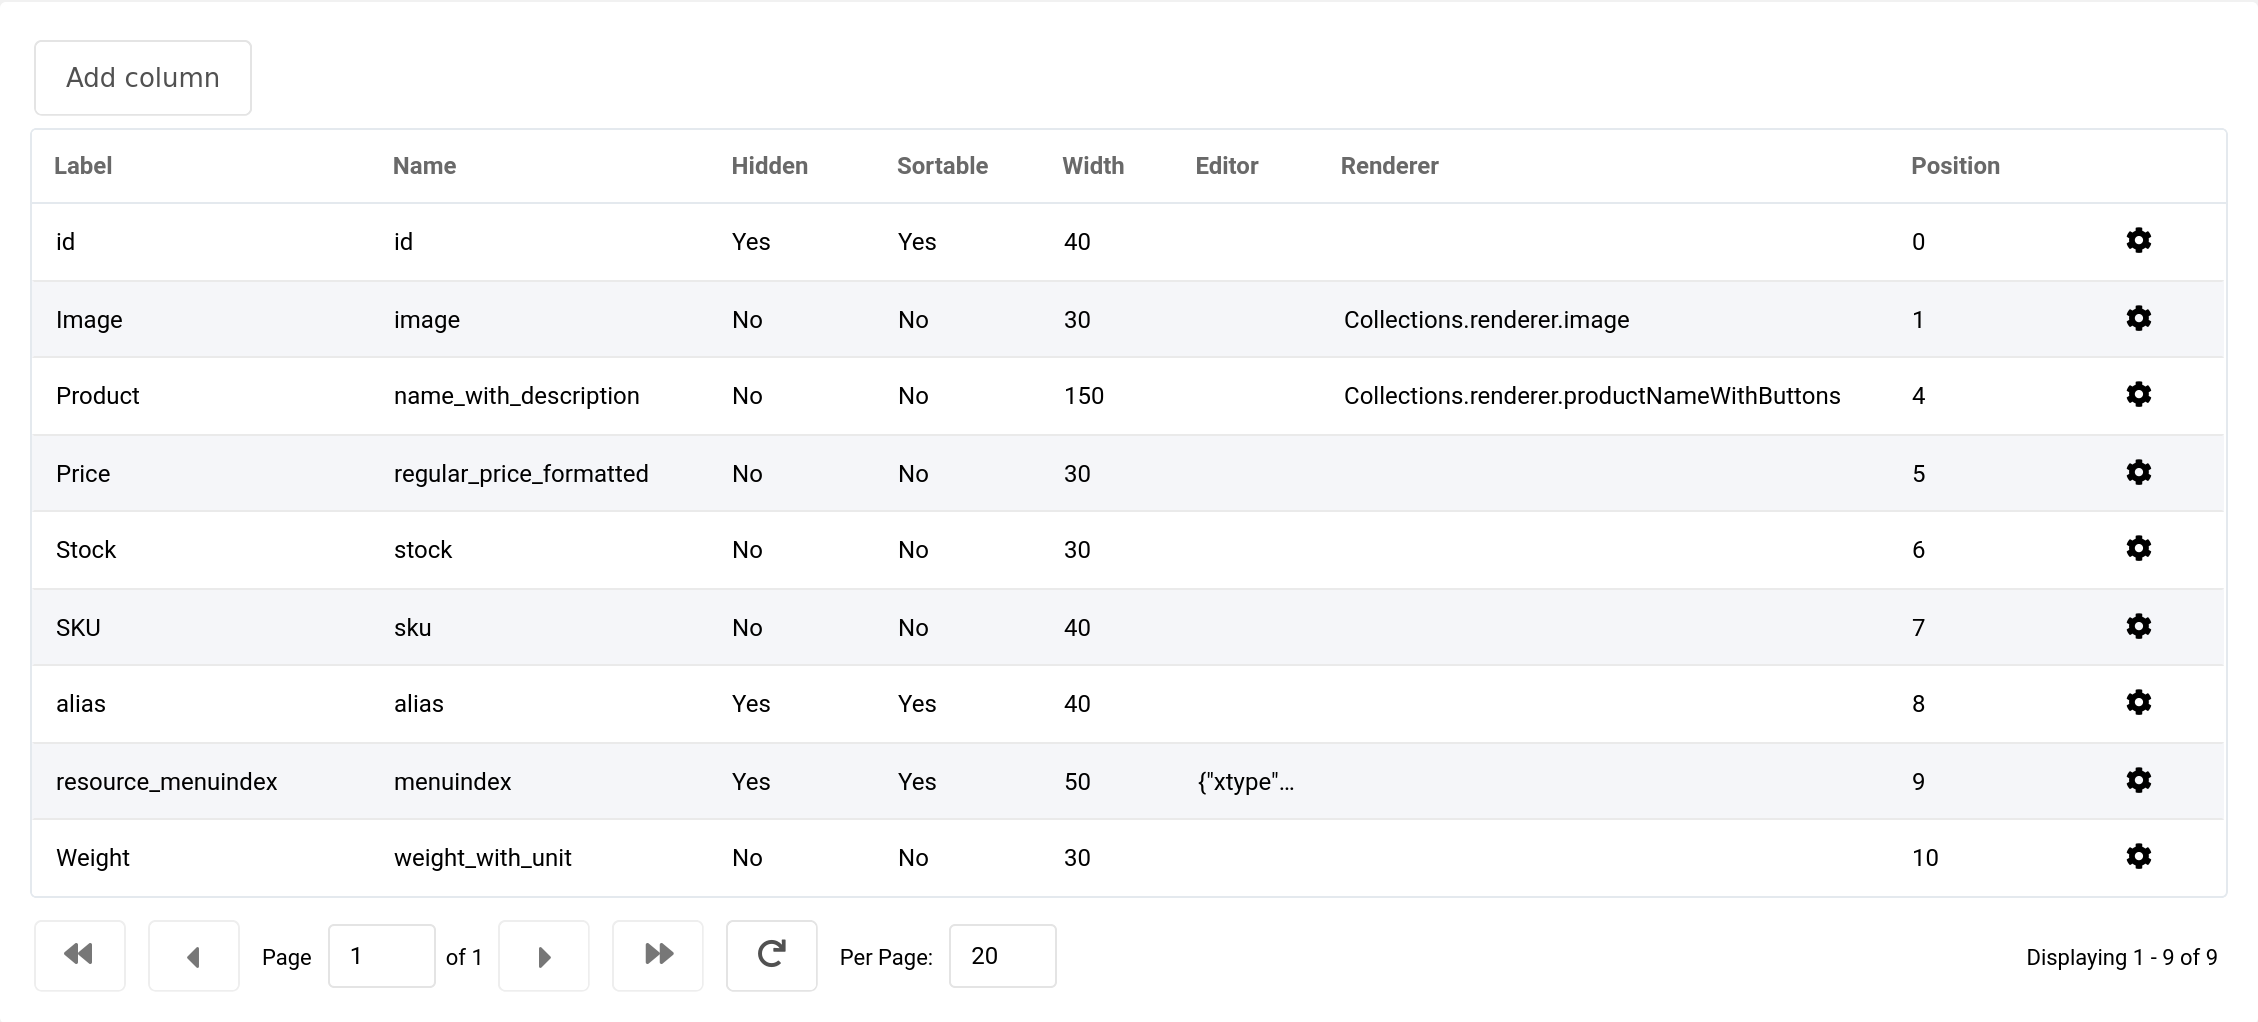 Add column
Label Name Hidden Sortable Width Editor Renderer Position
id id Yes Yes 40 0
Image image No No 30 Collections.renderer.image 1
Product name_with_description No No 150 Collections.renderer.productNameWithButtons 4
Price regular_price_formatted No No 30 5
Stock stock No No 30 6
SKU sku No No 40 7
alias alias Yes Yes 40 8
resource_menuindex menuindex Yes Yes 50 {"xtype"... 9
Weight weight_with_unit No No 30 10
Page 1 of 1 Per Page: 20 Displaying 1 - 9 of 9